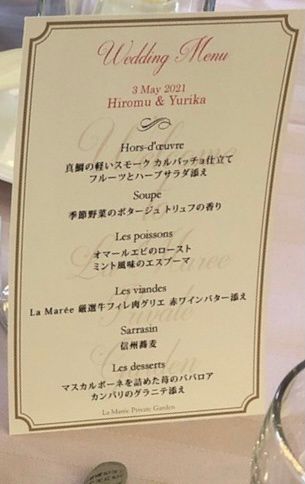 Wedding Menu
3 May 2021
Hiromu & Yurika
Hors-d'œuvre
真鯛の軽いスモーク カルパッチョ仕立て
フルーツとハーブサラダ添え
Soupe
季節野菜のポタージュ トリュフの香り
Les poissons
オマールエビのロースト
ミント風味のエスプーマ
Les viandes
La Marée 厳選牛フィレ肉グリエ 赤ワインバター添え
Sarrasin
信州蕎麦
Les desserts
マスカルポーネを詰めた苺のババロア
カンパリのグラニテ添え
La Marée Private Garden
Welcome
to
La Marée
Private
Garden